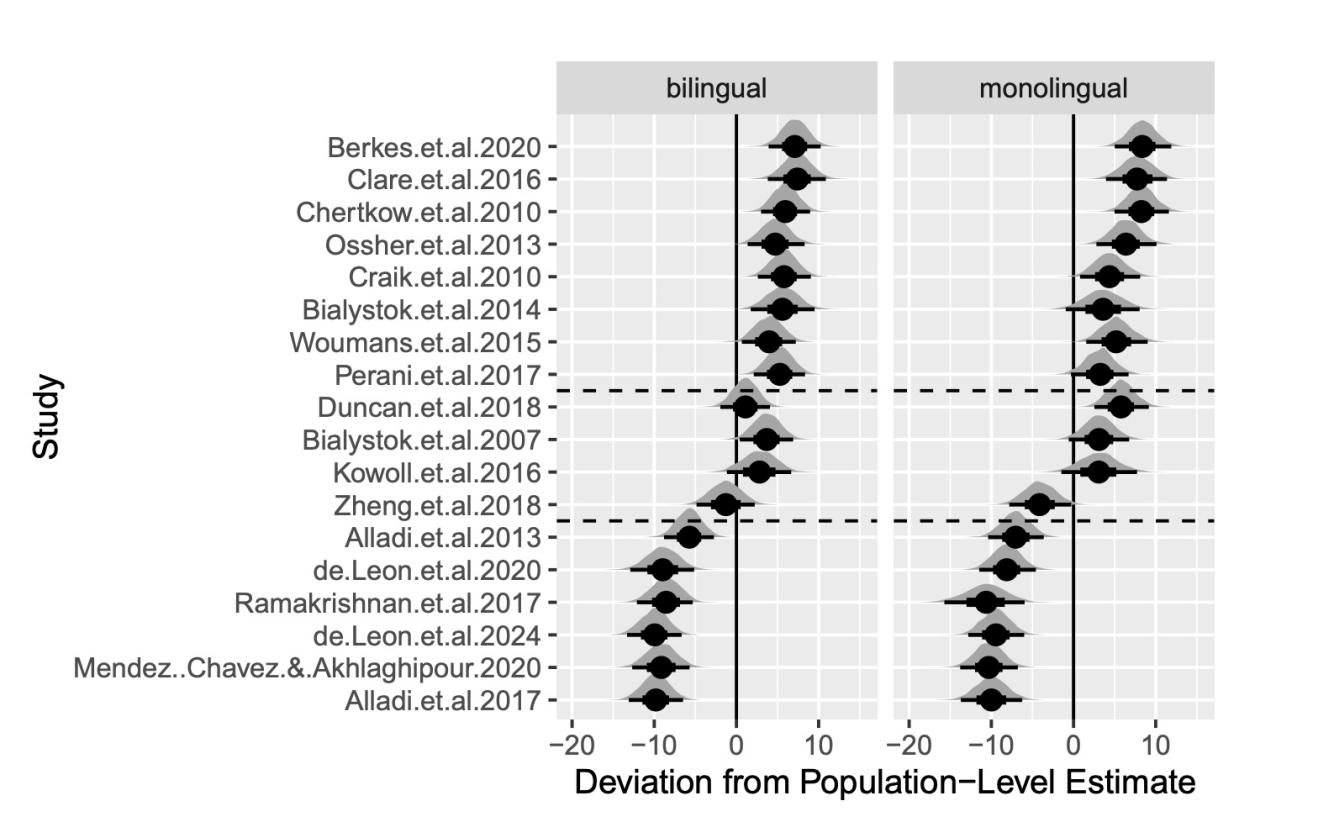 bilingual
monolingual
Berkes.et.al.2020
Clare.et.al.2016
Chertkow.et.al.2010
Ossher.et.al.2013
Craik.et.al.2010
Bialystok.et.al.2014
Woumans.et.al.2015
Perani.et.al.2017
Duncan.et.al.2018
Bialystok.et.al.2007
Kowoll.et.al.2016
Zheng.et.al.2018
Alladi.et.al.2013
de.Leon.et.al.2020
Ramakrishnan.et.al.2017
de.Leon.et.al.2024
Mendez..Chavez.&.Akhlaghipour.2020
Alladi.et.al.2017
Study
−20 −10 0 10
−20 −10 0 10
Deviation from Population−Level Estimate